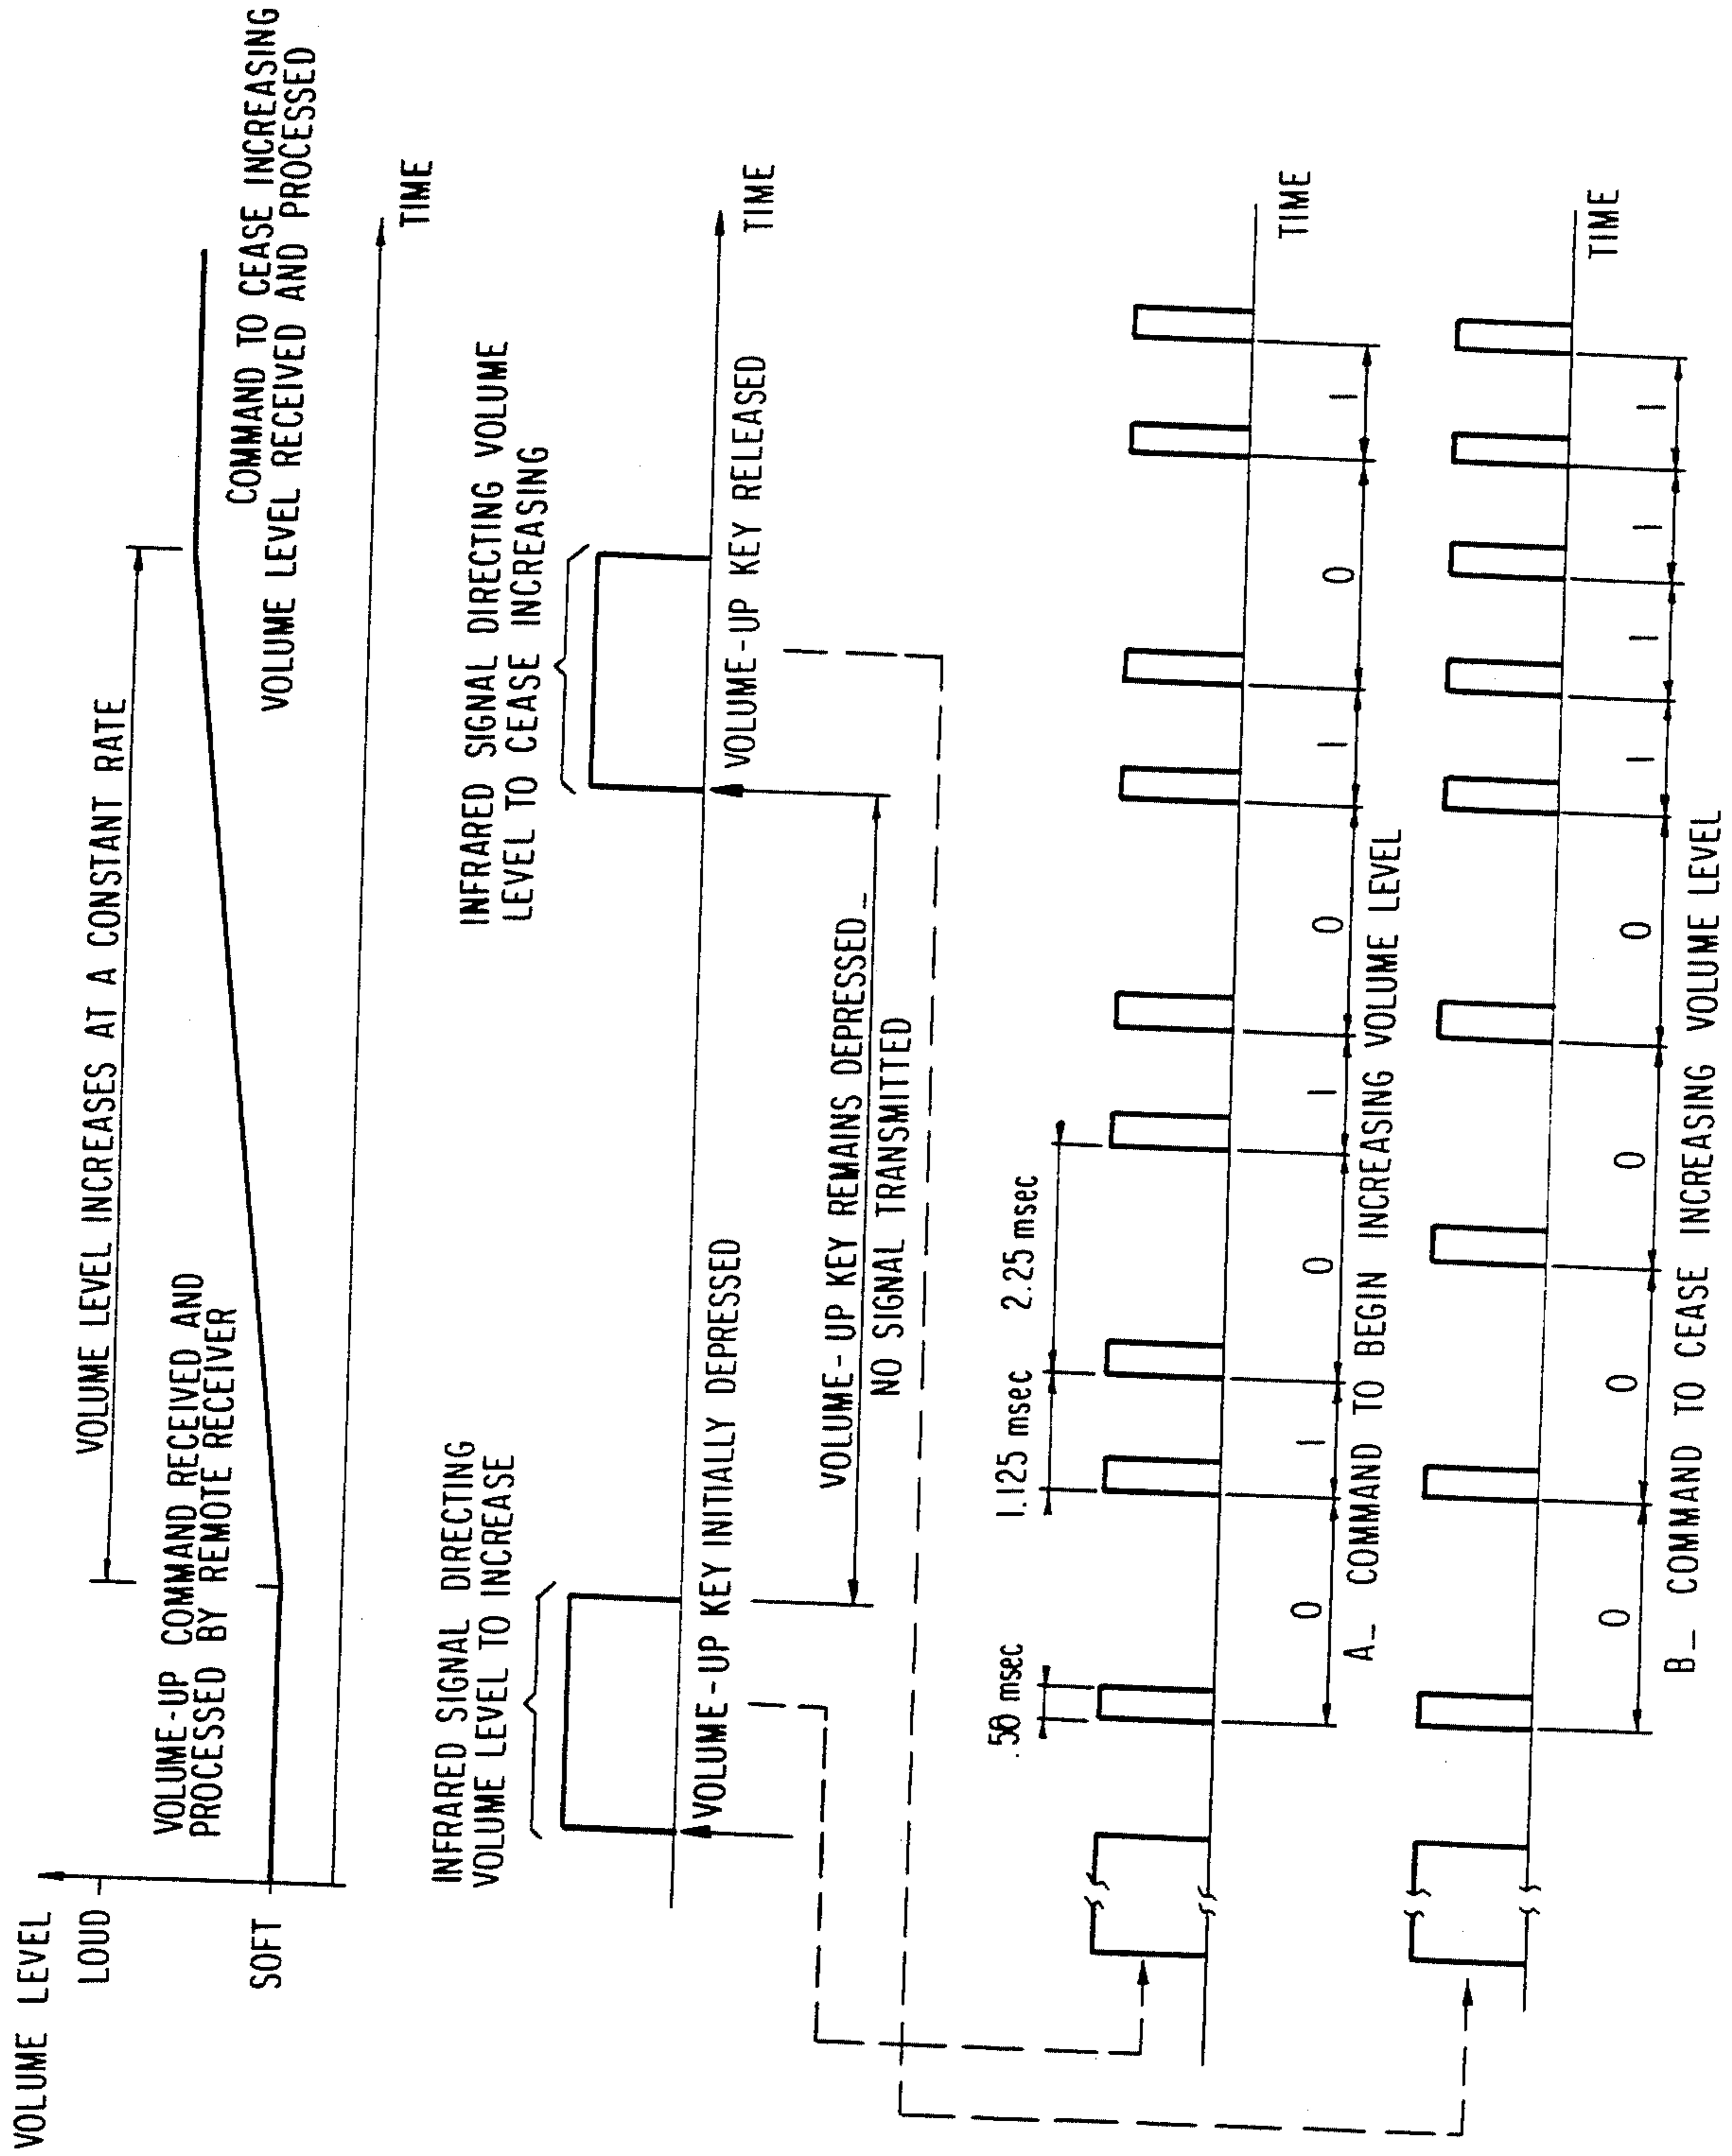 VOLUME LEVEL
LOUD
SOFT
VOLUME LEVEL INCREASES AT A CONSTANT RATE
VOLUME-UP COMMAND RECEIVED AND
PROCESSED BY REMOTE RECEIVER
COMMAND TO CEASE INCREASING
VOLUME LEVEL RECEIVED AND PROCESSED
TIME
INFRARED SIGNAL DIRECTING
VOLUME LEVEL TO INCREASE
INFRARED SIGNAL DIRECTING VOLUME
LEVEL TO CEASE INCREASING
VOLUME-UP KEY INITIALLY DEPRESSED
VOLUME-UP KEY RELEASED
TIME
VOLUME-UP KEY REMAINS DEPRESSED_
NO SIGNAL TRANSMITTED
.50 msec
1.125 msec
2.25 msec
TIME
0 1 0 1 0 1 0 1
A_ COMMAND TO BEGIN INCREASING VOLUME LEVEL
TIME
0 0 0 0 1 1 1 1
B_ COMMAND TO CEASE INCREASING VOLUME LEVEL